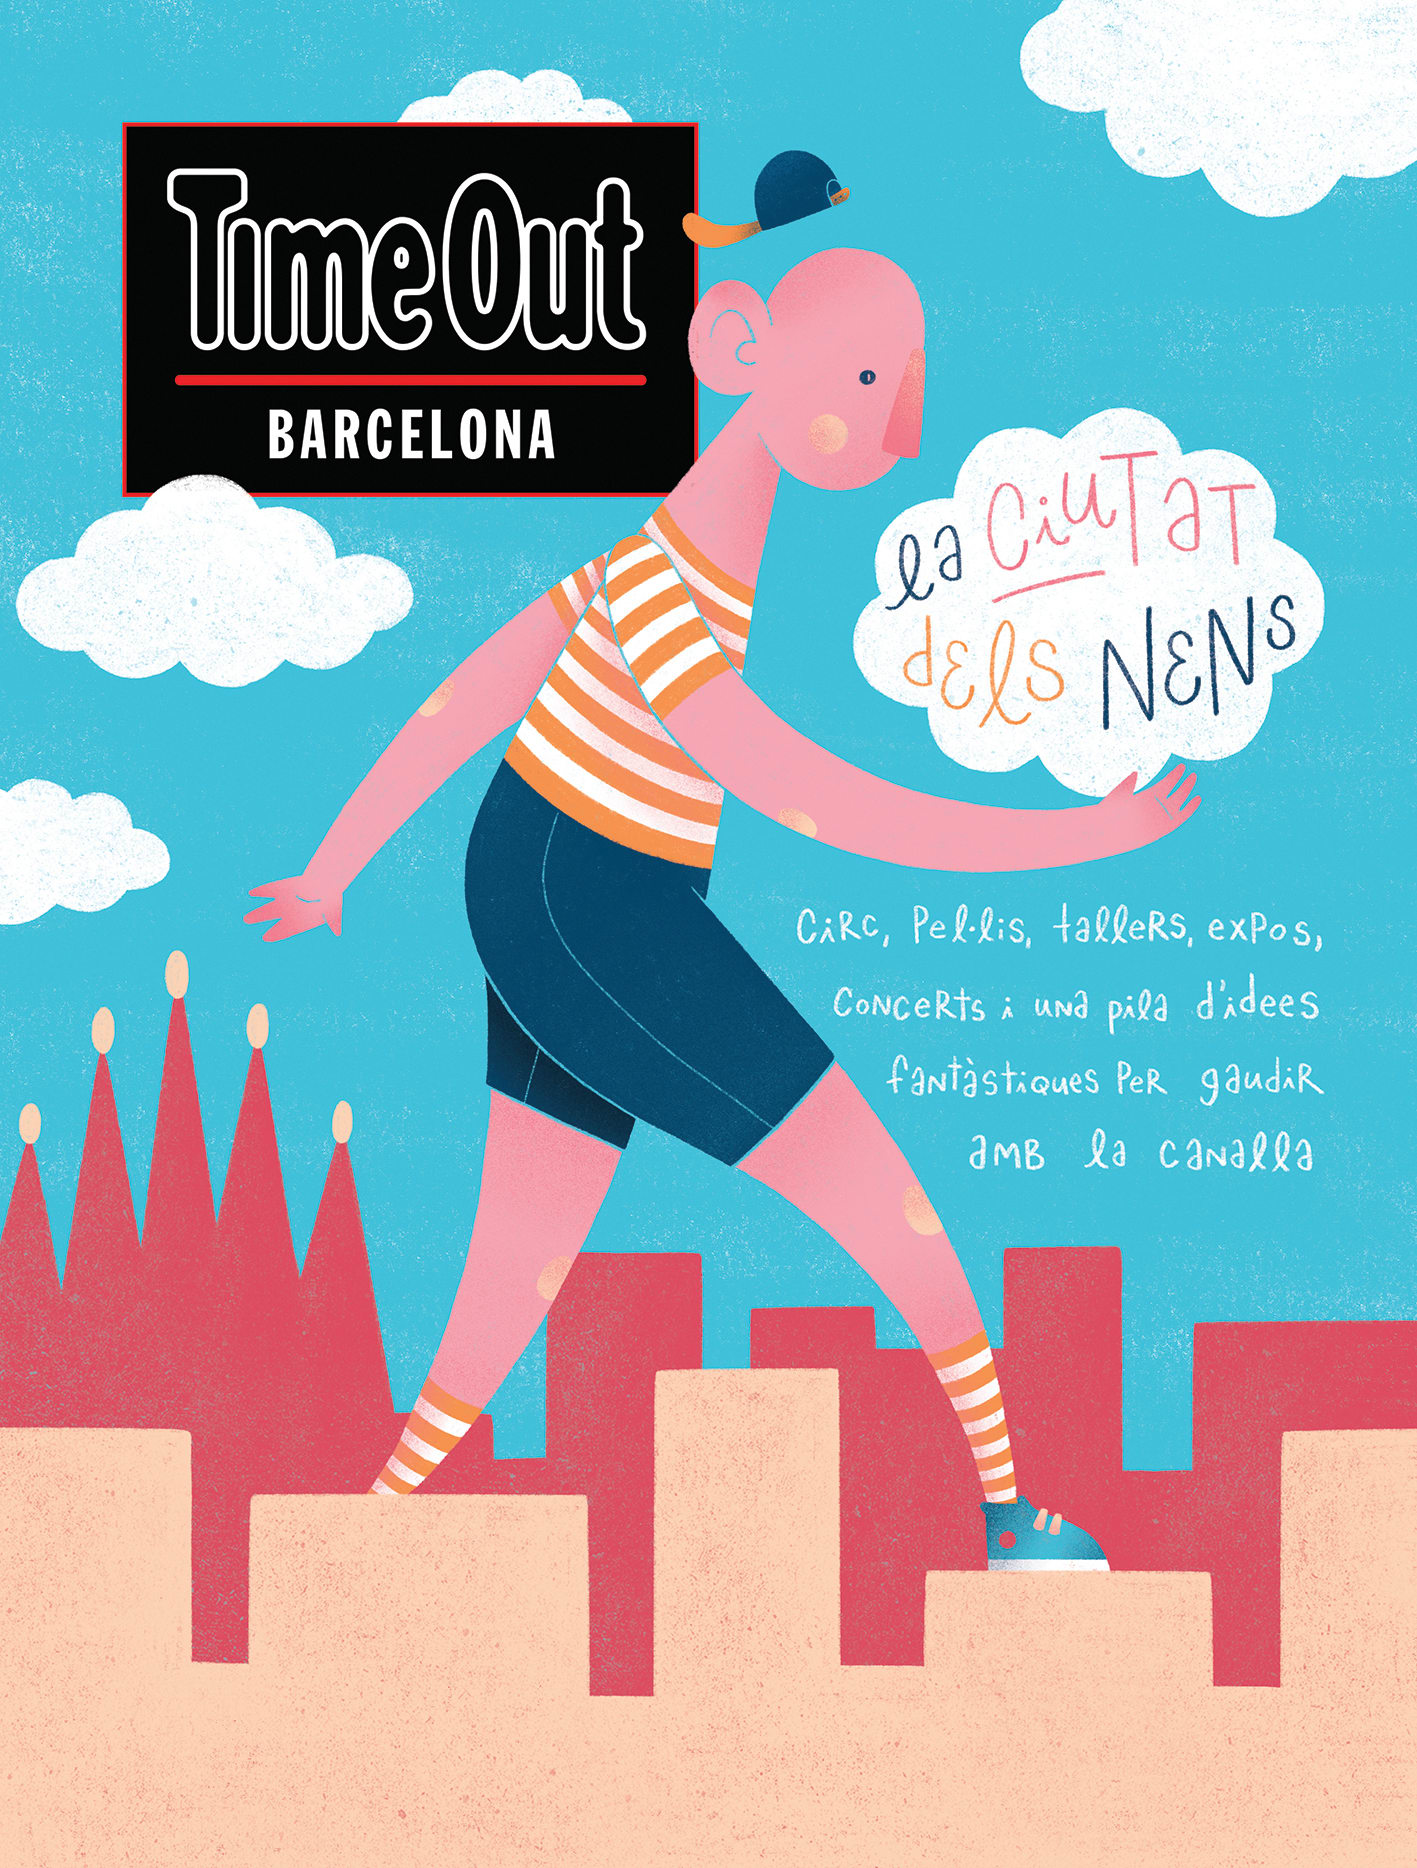 Time Out
BARCELONA
la CiUTaT
dels NENS
CiRc, Pel·lis, talleRs, exPos,
coNceRts i uNa pila d'idees
faNtàstiques PeR gaudiR
aMB la caNalla